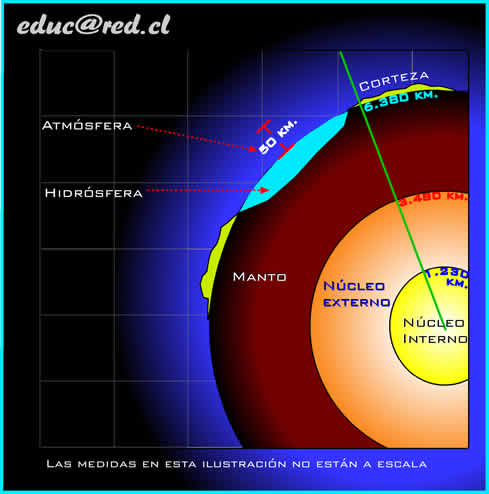 educ@red.cl
CORTEZA
6.380 KM.
ATMÓSFERA
50 KM.
HIDRÓSFERA
3.480 KM.
MANTO
NÚCLEO
EXTERNO
1.230
KM.
NÚCLEO
INTERNO
LAS MEDIDAS EN ESTA ILUSTRACIÓN NO ESTÁN A ESCALA